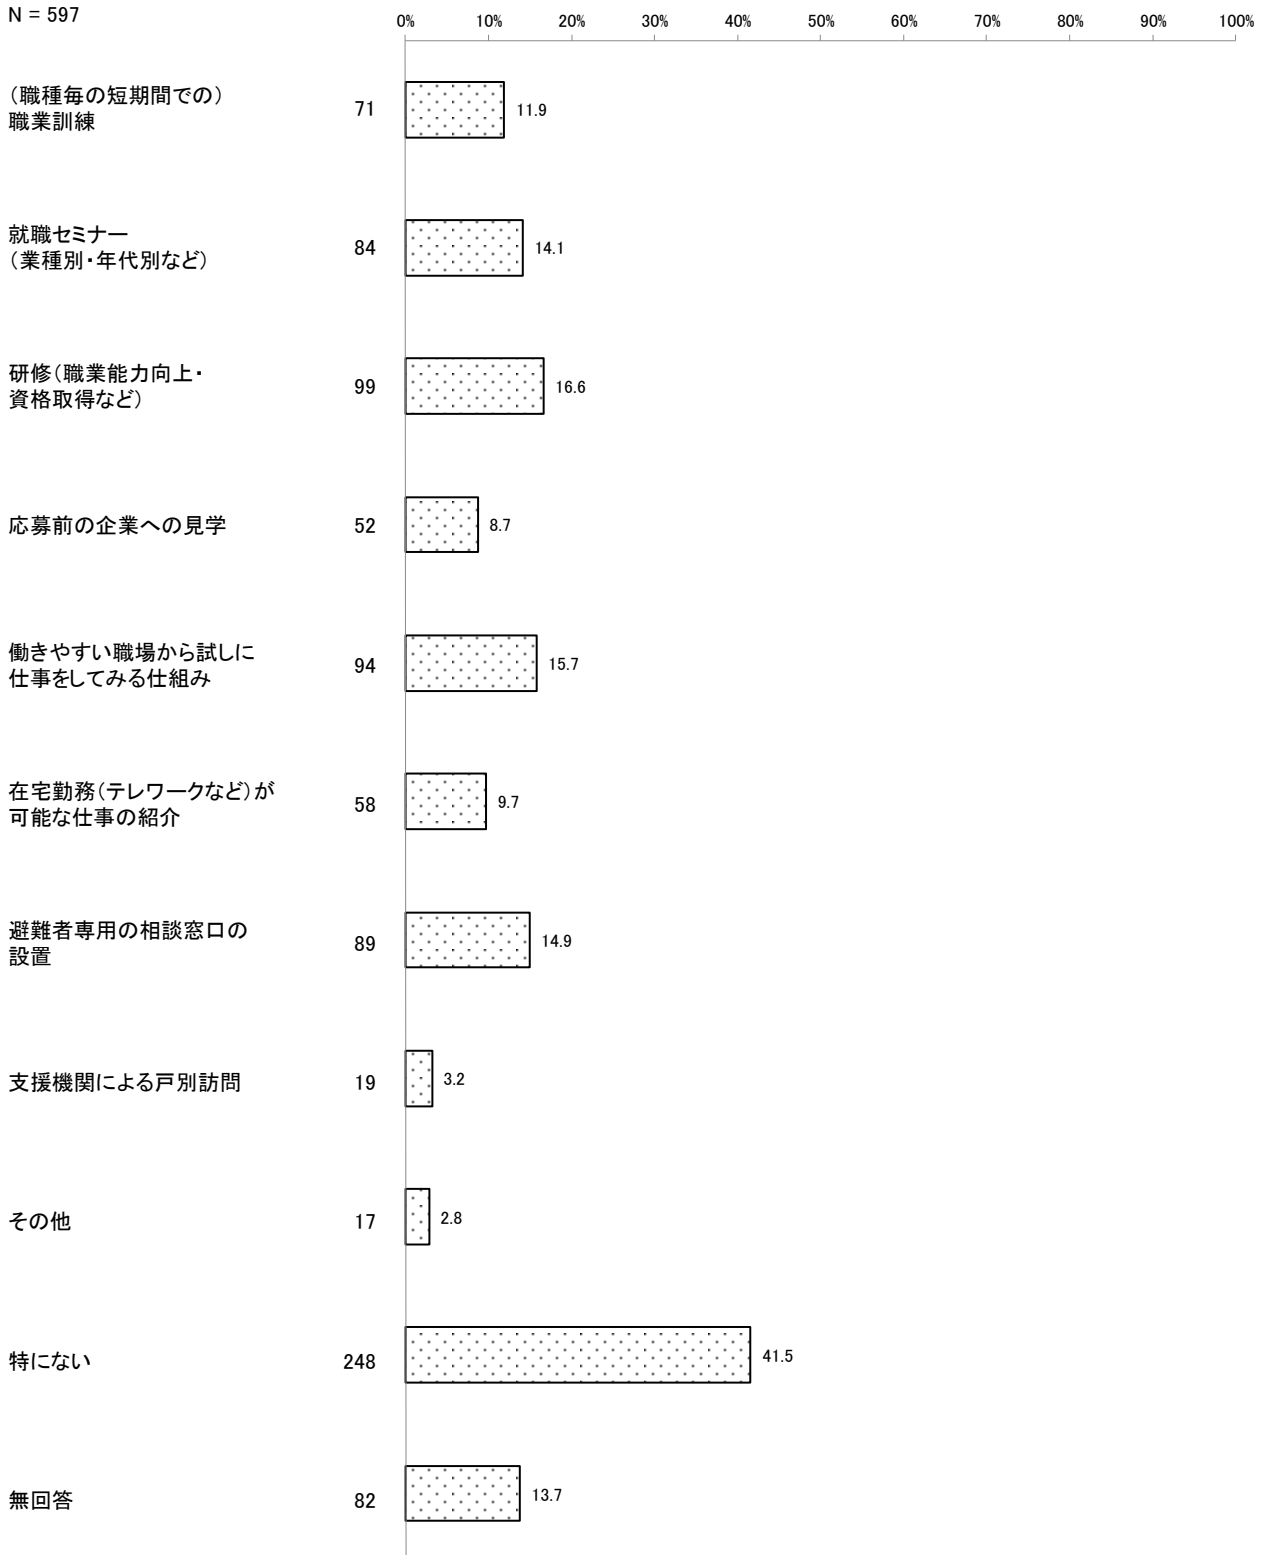 N = 597
0% 10% 20% 30% 40% 50% 60% 70% 80% 90% 100%
（職種毎の短期間での）
職業訓練
71
11.9
就職セミナー
（業種別・年代別など）
84
14.1
研修（職業能力向上・
資格取得など）
99
16.6
応募前の企業への見学
52
8.7
働きやすい職場から試しに
仕事をしてみる仕組み
94
15.7
在宅勤務（テレワークなど）が
可能な仕事の紹介
58
9.7
避難者専用の相談窓口の
設置
89
14.9
支援機関による戸別訪問
19
3.2
その他
17
2.8
特にない
248
41.5
無回答
82
13.7